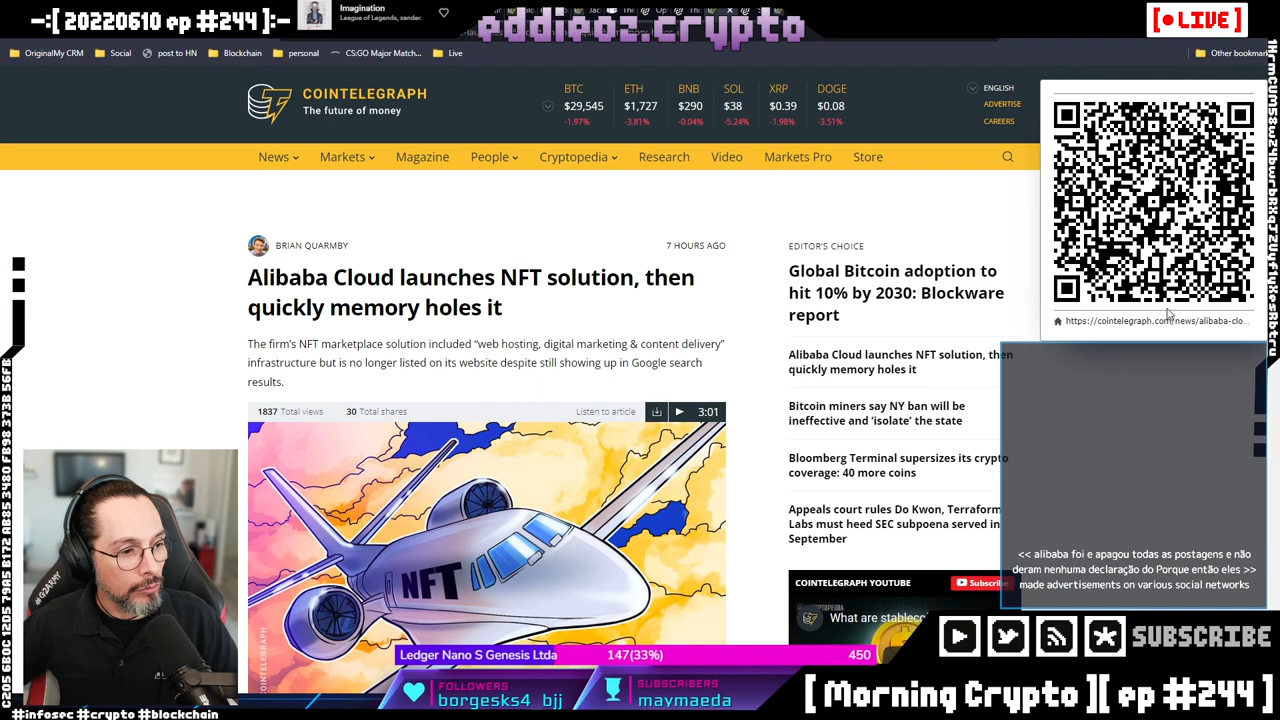 -:[ 20220610 ep #244 ]:-
Imagination
League of Legends, xander.
eddieoz.crypto
[•LIVE]
OriginalMy CRM
Social
post to HN
Blockchain
personal
CS:GO Major Match...
Live
Other bookmar
COINTELEGRAPH
The future of money
BTC
$29,545
-1.97%
ETH
$1,727
-3.81%
BNB
$290
-0.04%
SOL
$38
-5.24%
XRP
$0.39
-1.98%
DOGE
$0.08
-3.51%
ENGLISH
ADVERTISE
CAREERS
News
Markets
Magazine
People
Cryptopedia
Research
Video
Markets Pro
Store
BRIAN QUARMBY
7 HOURS AGO
Alibaba Cloud launches NFT solution, then
quickly memory holes it
The firm's NFT marketplace solution included “web hosting, digital marketing & content delivery”
infrastructure but is no longer listed on its website despite still showing up in Google search
results.
1837 Total views
30 Total shares
Listen to article
3:01
NFT
COINTELEGRAPH
EDITOR'S CHOICE
Global Bitcoin adoption to
hit 10% by 2030: Blockware
report
Alibaba Cloud launches NFT solution, then
quickly memory holes it
Bitcoin miners say NY ban will be
ineffective and ‘isolate’ the state
Bloomberg Terminal supersizes its crypto
coverage: 40 more coins
Appeals court rules Do Kwon, Terraform
Labs must heed SEC subpoena served in
September
COINTELEGRAPH YOUTUBE
Subscribe
What are stablec
https://cointelegraph.com/news/alibaba-clo...
<< alibaba foi e apagou todas as postagens e não
deram nenhuma declaração do Porque então eles >>
made advertisements on various social networks
Ledger Nano S Genesis Ltda
147(33%)
450
FOLLOWERS
borgesks4_bjj
SUBSCRIBERS
maymaeda
SUBSCRIBE
[ Morning Crypto ][ ep #244 ]
#infosec #crypto #blockchain